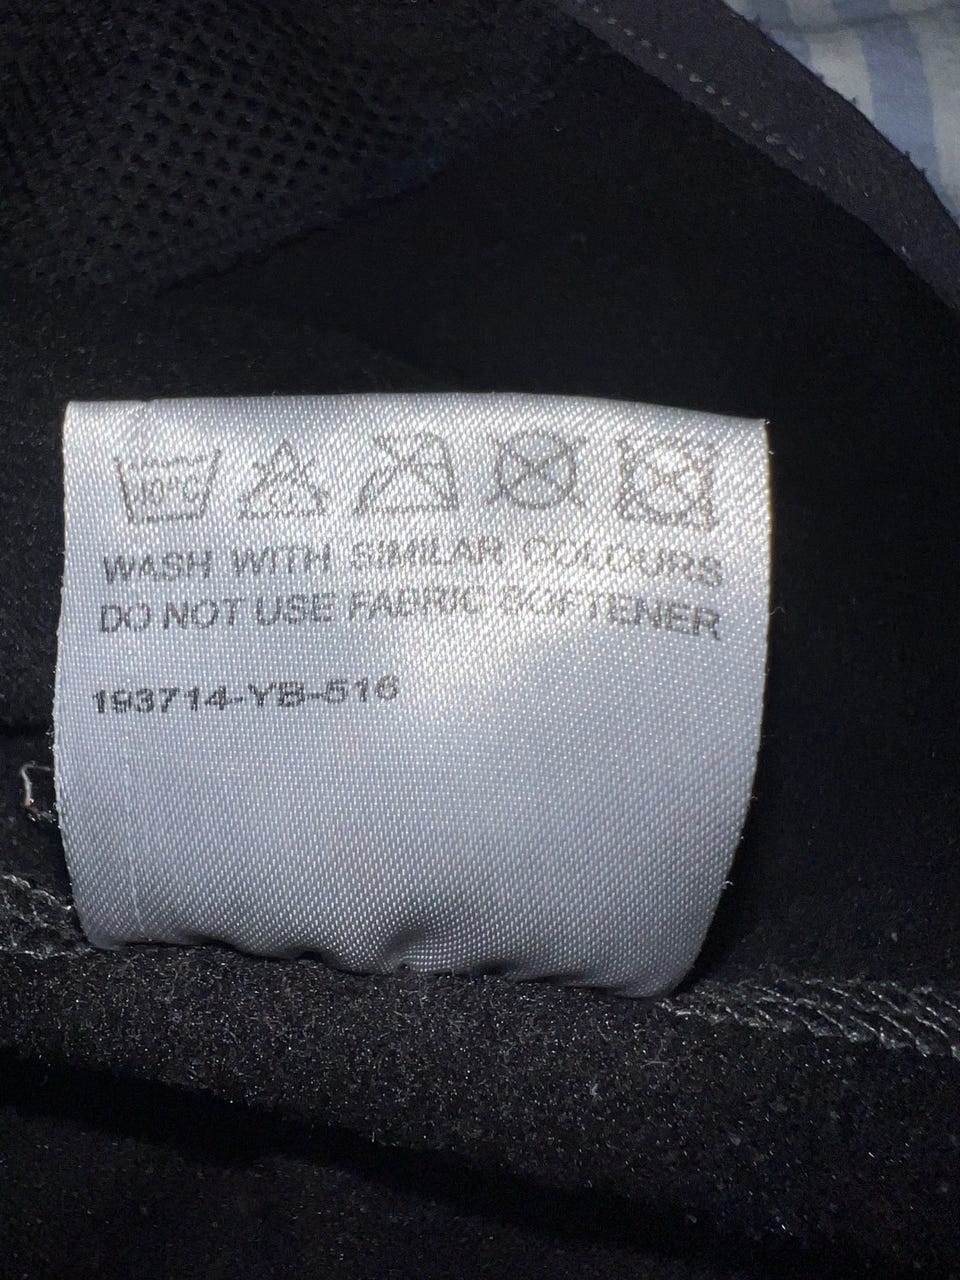 WASH WITH SIMILAR COLOURS
DO NOT USE FABRIC SOFTENER
193714-YB-516